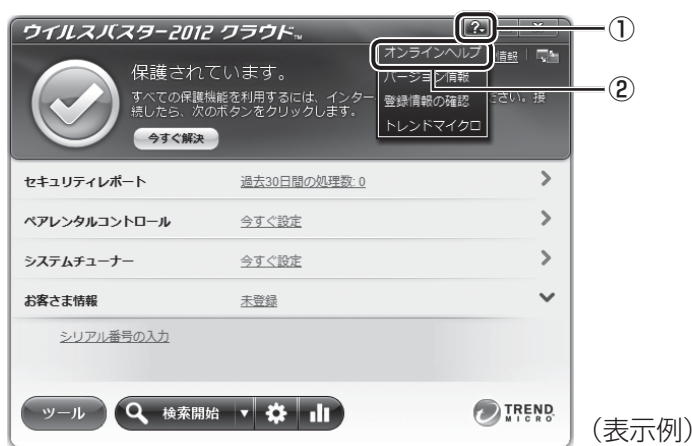 ウイルスバスター2012 クラウド™
?
①
オンラインヘルプ
情報
バージョン情報
②
登録情報の確認
トレンドマイクロ
保護されています。
すべての保護機能を利用するには、インター
さい。接
続したら、次のボタンをクリックします。
今すぐ解決
セキュリティレポート 過去30日間の処理数: 0
ペアレンタルコントロール 今すぐ設定
システムチューナー 今すぐ設定
お客さま情報 未登録
シリアル番号の入力
ツール 検索開始
TREND
MICRO
(表示例)